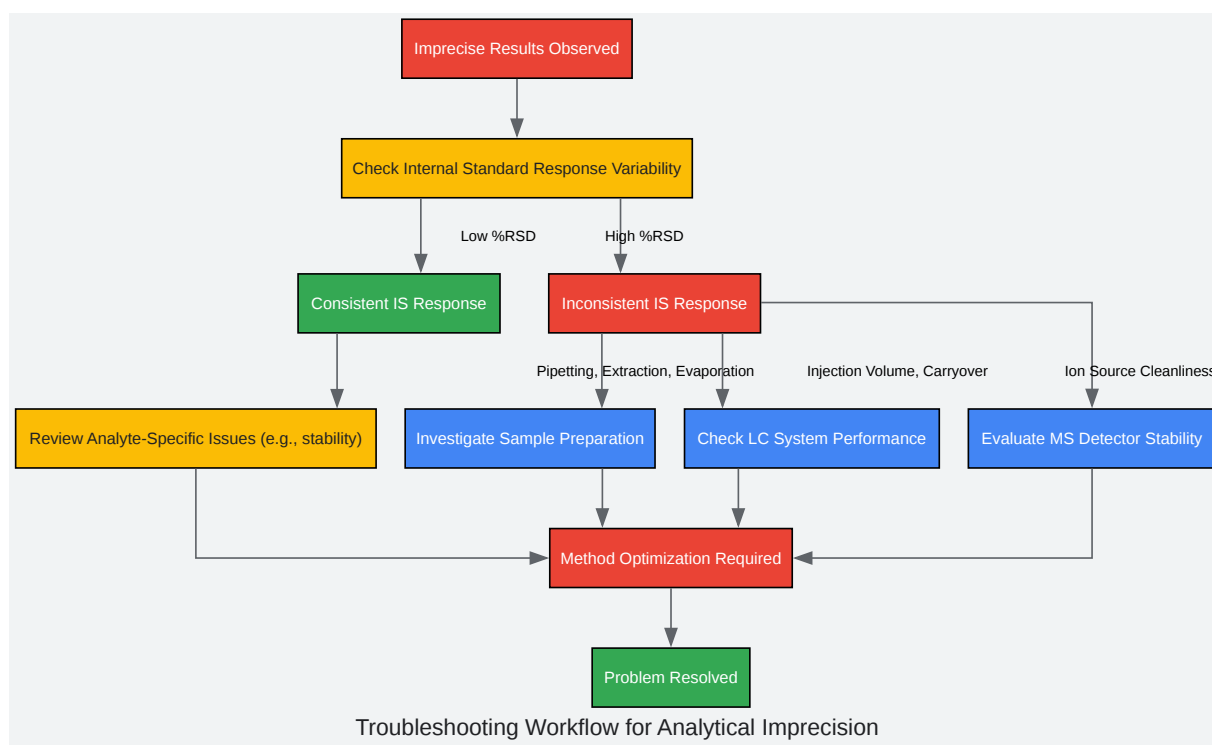 Imprecise Results Observed
Check Internal Standard Response Variability
Low %RSD
High %RSD
Consistent IS Response
Inconsistent IS Response
Pipetting, Extraction, Evaporation
Injection Volume, Carryover
Ion Source Cleanliness
Review Analyte-Specific Issues (e.g., stability)
Investigate Sample Preparation
Check LC System Performance
Evaluate MS Detector Stability
Method Optimization Required
Problem Resolved
Troubleshooting Workflow for Analytical Imprecision